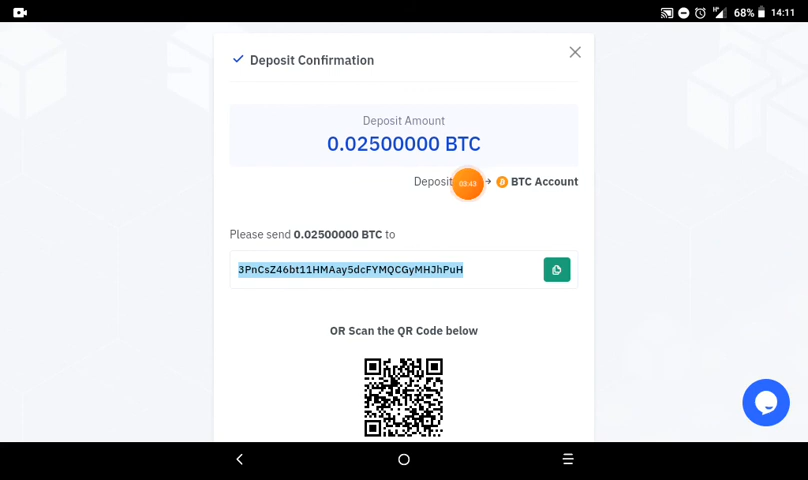 68% 14:11
Deposit Confirmation
Deposit Amount
0.02500000 BTC
Deposit 03:43 → BTC Account
Please send 0.02500000 BTC to
3PnCsZ46bt11HMAay5dcFYMQCGyMHJhPuH
OR Scan the QR Code below